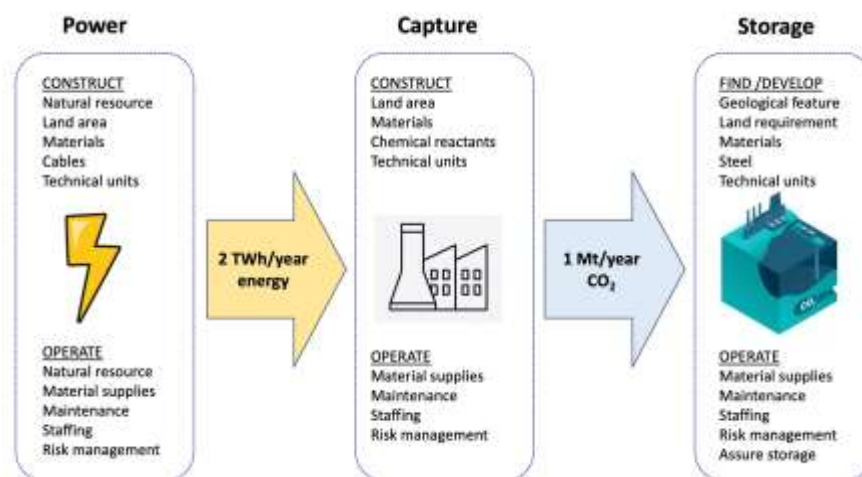 Power
CONSTRUCT
Natural resource
Land area
Materials
Cables
Technical units
OPERATE
Natural resource
Material supplies
Maintenance
Staffing
Risk management
2 TWh/year
energy
Capture
CONSTRUCT
Land area
Materials
Chemical reactants
Technical units
OPERATE
Material supplies
Maintenance
Staffing
Risk management
1 Mt/year
CO₂
Storage
FIND /DEVELOP
Geological feature
Land requirement
Materials
Steel
Technical units
CO₂
OPERATE
Material supplies
Maintenance
Staffing
Risk management
Assure storage